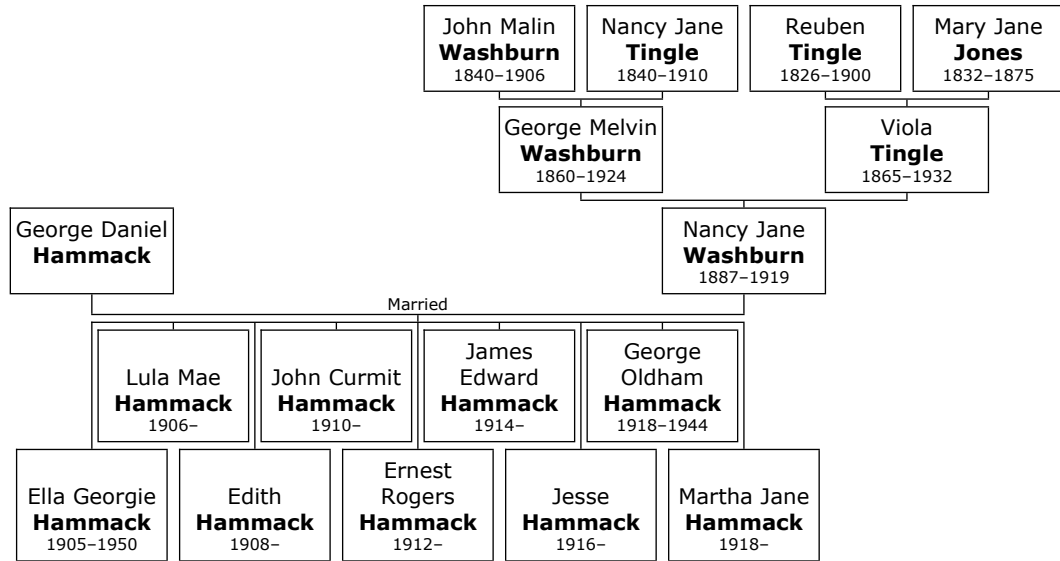 John Malin
Washburn
1840–1906
Nancy Jane
Tingle
1840–1910
Reuben
Tingle
1826–1900
Mary Jane
Jones
1832–1875
George Melvin
Washburn
1860–1924
Viola
Tingle
1865–1932
George Daniel
Hammack
Nancy Jane
Washburn
1887–1919
Married
Lula Mae
Hammack
1906–
John Curmit
Hammack
1910–
James
Edward
Hammack
1914–
George
Oldham
Hammack
1918–1944
Ella Georgie
Hammack
1905–1950
Edith
Hammack
1908–
Ernest
Rogers
Hammack
1912–
Jesse
Hammack
1916–
Martha Jane
Hammack
1918–